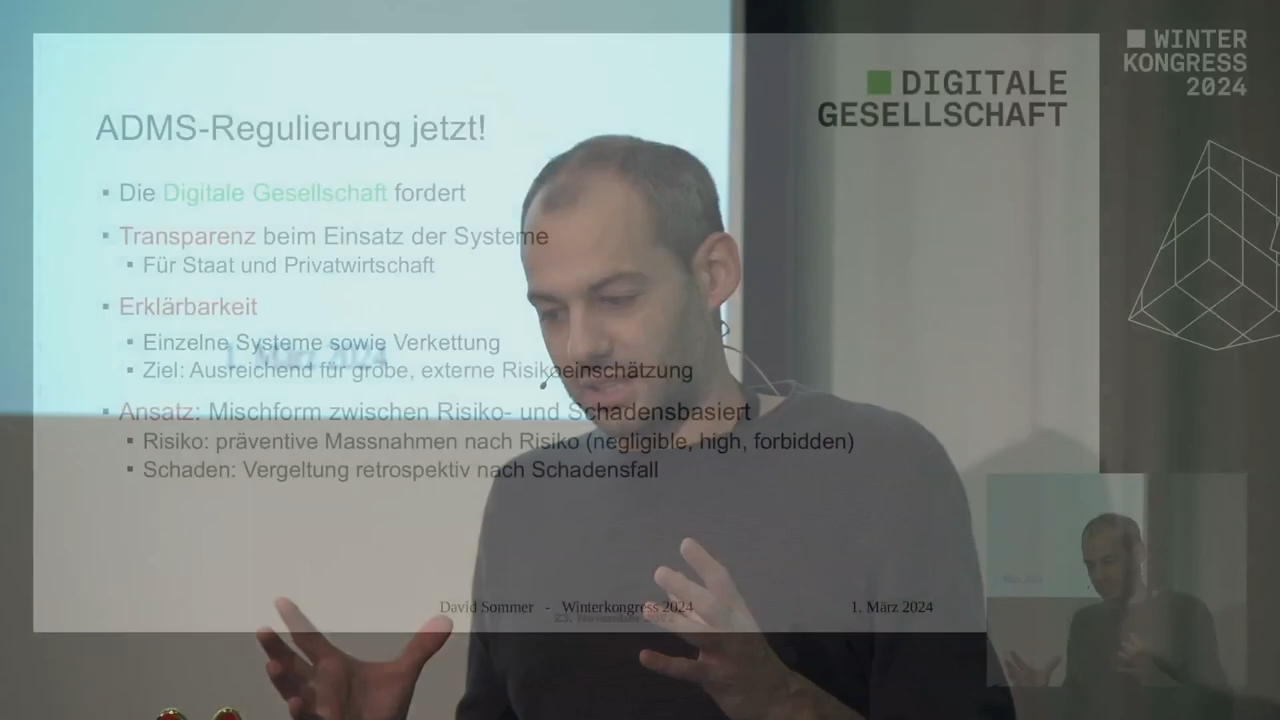 WINTER
KONGRESS
2024
DIGITALE
GESELLSCHAFT
ADMS-Regulierung jetzt!
▪ Die Digitale Gesellschaft fordert
▪ Transparenz beim Einsatz der Systeme
▪ Für Staat und Privatwirtschaft
▪ Erklärbarkeit
▪ Einzelne Systeme sowie Verkettung
1. März 2024
▪ Ziel: Ausreichend für grobe, externe Risikoeinschätzung
▪ Ansatz: Mischform zwischen Risiko- und Schadensbasiert
▪ Risiko: präventive Massnahmen nach Risiko (negligible, high, forbidden)
▪ Schaden: Vergeltung retrospektiv nach Schadensfall
David Sommer - Winterkongress 2024 1. März 2024